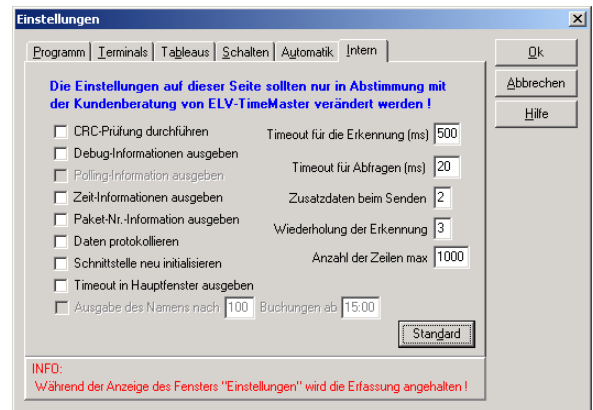 Einstellungen
Programm Terminals Tableaus Schalten Automatik Intern
Ok
Abbrechen
Hilfe
Die Einstellungen auf dieser Seite sollten nur in Abstimmung mit
der Kundenberatung von ELV-TimeMaster verändert werden !
CRC-Prüfung durchführen
Debug-Informationen ausgeben
Polling-Information ausgeben
Zeit-Informationen ausgeben
Paket-Nr.-Information ausgeben
Daten protokollieren
Schnittstelle neu initialisieren
Timeout in Hauptfenster ausgeben
Ausgabe des Namens nach 100 Buchungen ab 15:00
Timeout für die Erkennung (ms) 500
Timeout für Abfragen (ms) 20
Zusatzdaten beim Senden 2
Wiederholung der Erkennung 3
Anzahl der Zeilen max 1000
Standard
INFO:
Während der Anzeige des Fensters "Einstellungen" wird die Erfassung angehalten !